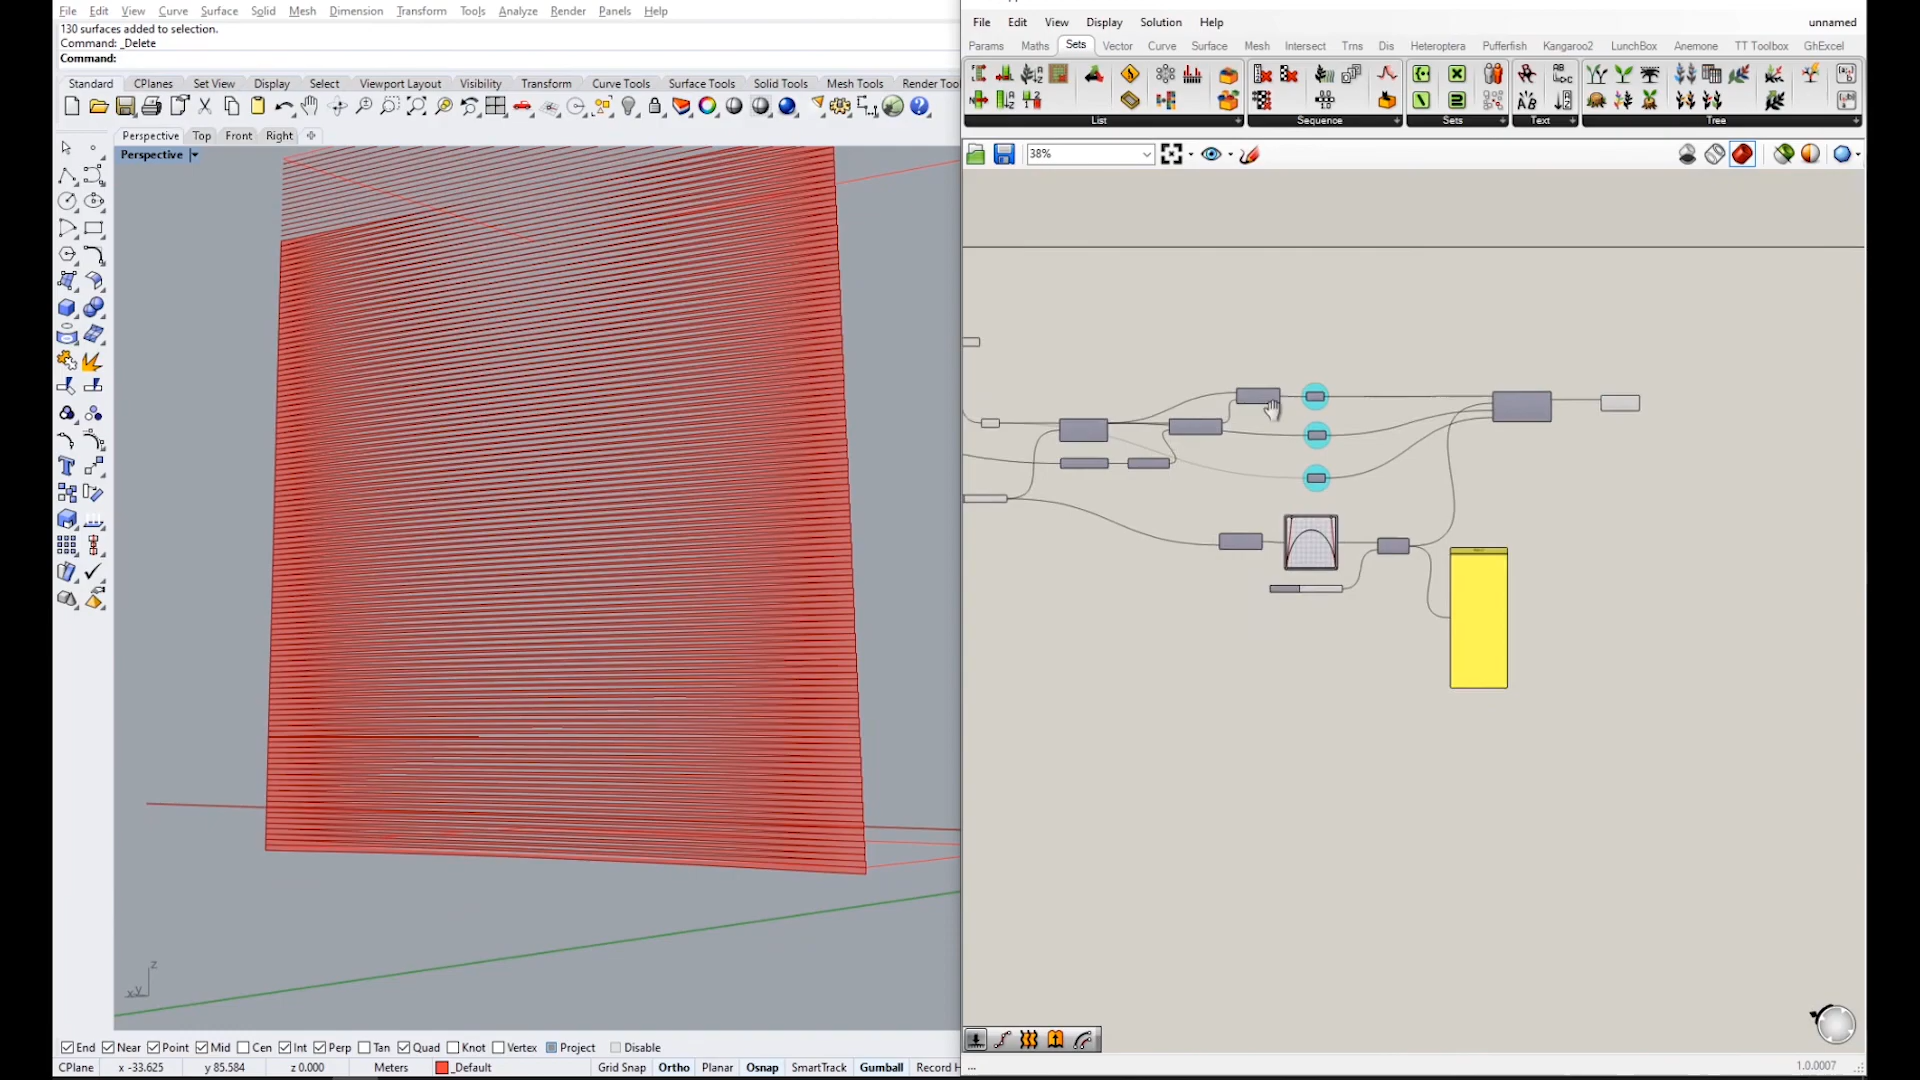 File Edit View Curve Surface Solid Mesh Dimension Transform Tools Analyze Render Panels Help
130 surfaces added to selection.
Command: _Delete
Command:
Standard CPlanes Set View Display Select Viewport Layout Visibility Transform Curve Tools Surface Tools Solid Tools Mesh Tools Render Too
Perspective Top Front Right
Perspective
z
x y
End Near Point Mid Cen Int Perp Tan Quad Knot Vertex Project Disable
CPlane x -33.625 y 85.584 z 0.000 Meters _Default Grid Snap Ortho Planar Osnap SmartTrack Gumball Record H
File Edit View Display Solution Help unnamed
Params Maths Sets Vector Curve Surface Mesh Intersect Trns Dis Heteroptera Pufferfish Kangaroo2 LunchBox Anemone TT Toolbox GhExcel
List Sequence Sets Text Tree
38%
... 1.0.0007